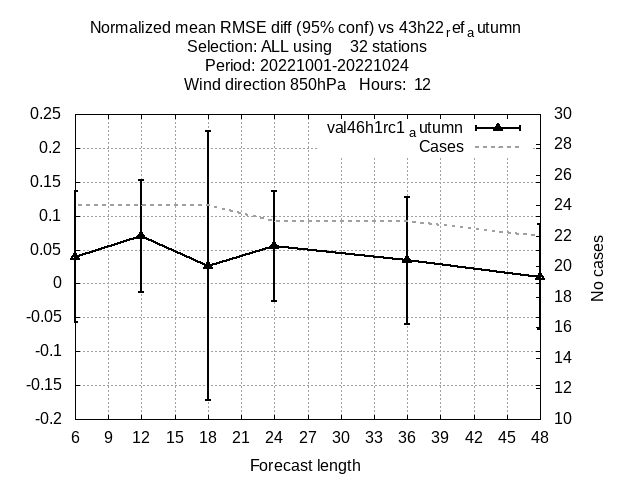 Normalized mean RMSE diff (95% conf) vs 43h22refautumn
Selection: ALL using 32 stations
Period: 20221001-20221024
Wind direction 850hPa Hours: 12
val46h1rc1autumn
Cases
0.25
0.2
0.15
0.1
0.05
0
-0.05
-0.1
-0.15
-0.2
30
28
26
24
22
20
18
16
14
12
10
No cases
6 9 12 15 18 21 24 27 30 33 36 39 42 45 48
Forecast length